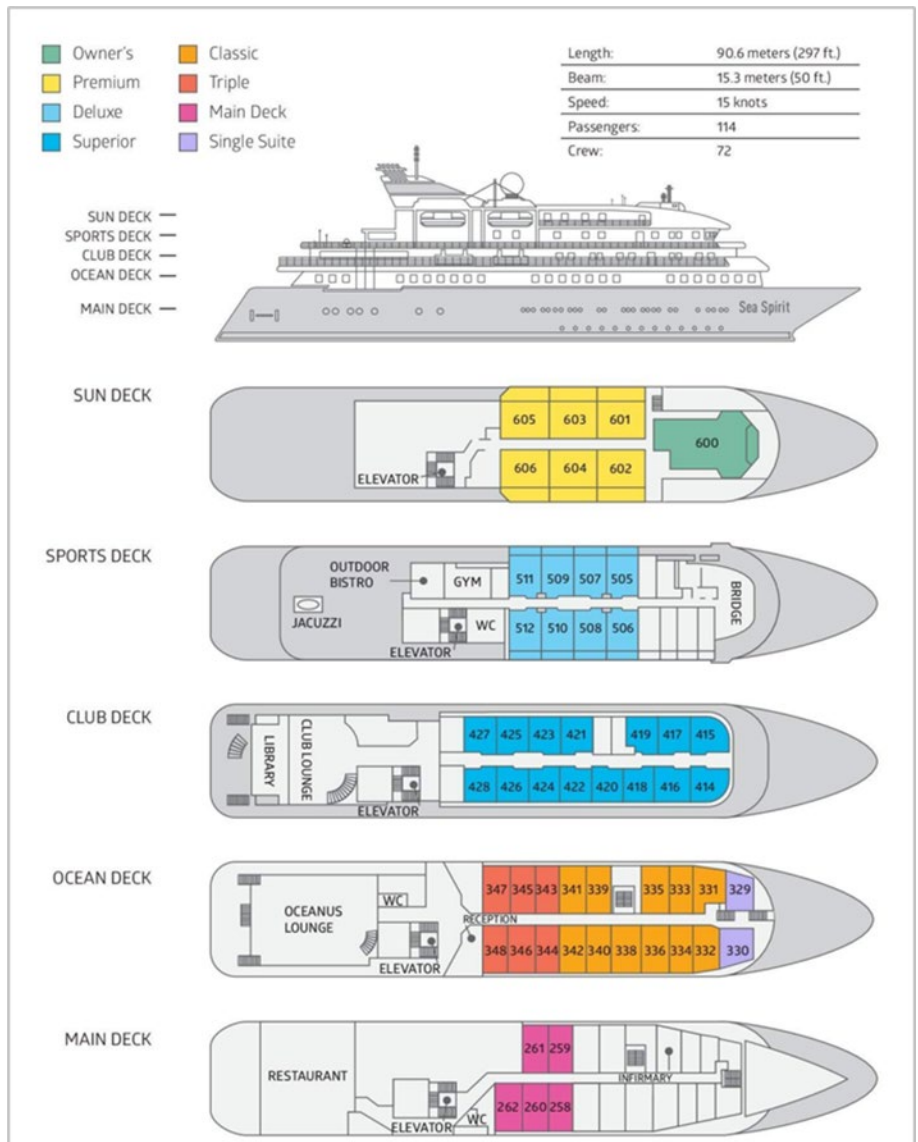 Owner's
Premium
Deluxe
Superior
Classic
Triple
Main Deck
Single Suite
Length: 90.6 meters (297 ft.)
Beam: 15.3 meters (50 ft.)
Speed: 15 knots
Passengers: 114
Crew: 72
SUN DECK
SPORTS DECK
CLUB DECK
OCEAN DECK
MAIN DECK
Sea Spirit
SUN DECK
605 603 601
600
ELEVATOR
606 604 602
SPORTS DECK
OUTDOOR
BISTRO
GYM
511 509 507 505
BRIDGE
JACUZZI
WC
512 510 508 506
ELEVATOR
CLUB DECK
LIBRARY
CLUB LOUNGE
427 425 423 421 419 417 415
428 426 424 422 420 418 416 414
ELEVATOR
OCEAN DECK
347 345 343 341 339 335 333 331 329
WC
OCEANUS
LOUNGE
RECEPTION
348 346 344 342 340 338 336 334 332 330
ELEVATOR
MAIN DECK
261 259
RESTAURANT
INFIRMARY
262 260 258
WC
ELEVATOR